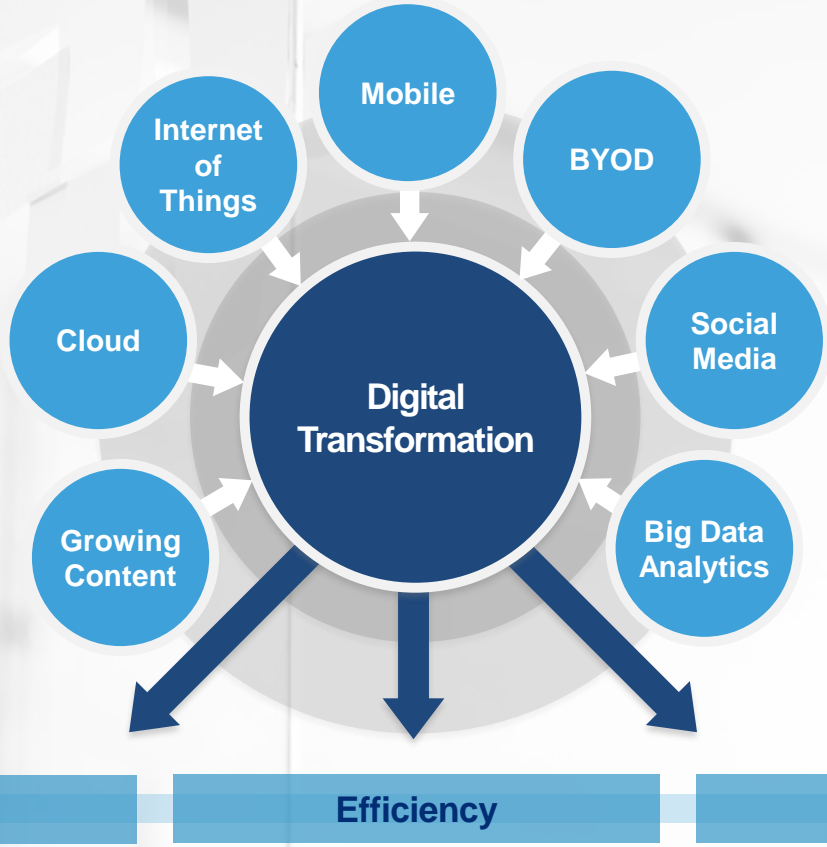 Mobile
Internet
of
Things
BYOD
Cloud
Social
Media
Digital
Transformation
Growing
Content
Big Data
Analytics
Efficiency